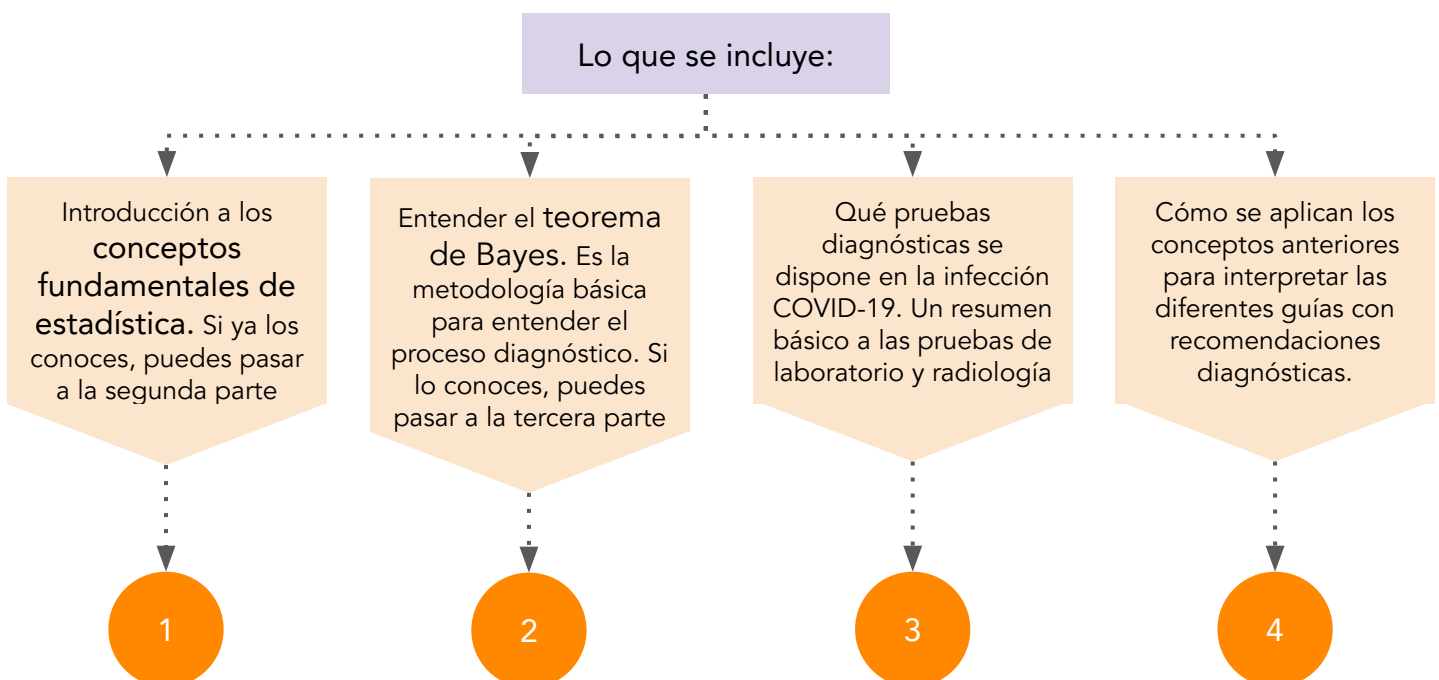 Lo que se incluye:
Introducción a los
conceptos
fundamentales de
estadística. Si ya los
conoces, puedes pasar
a la segunda parte
Entender el teorema
de Bayes. Es la
metodología básica
para entender el
proceso diagnóstico. Si
lo conoces, puedes
pasar a la tercera parte
Qué pruebas
diagnósticas se
dispone en la infección
COVID-19. Un resumen
básico a las pruebas de
laboratorio y radiología
Cómo se aplican los
conceptos anteriores
para interpretar las
diferentes guías con
recomendaciones
diagnósticas.
1
2
3
4